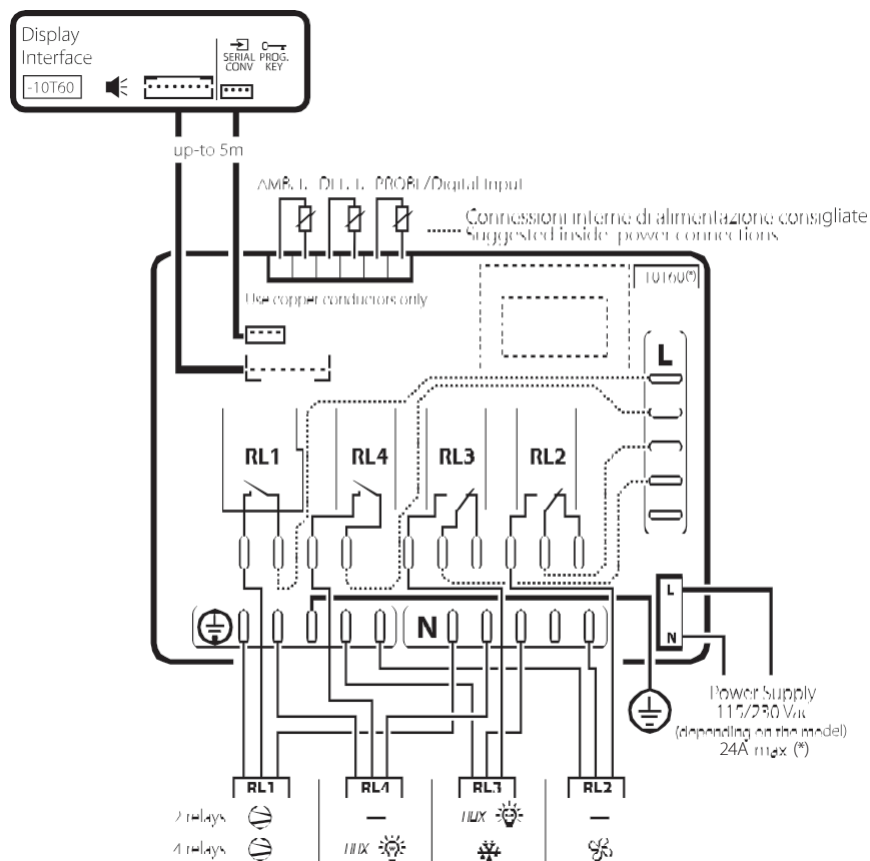 Display
Interface
-10T60
SERIAL PROG.
CONV KEY
up-to 5m
AMB. T. DEF. T. PROBE/Digital Input
Connessioni interne di alimentazione consigliate
Suggested inside power connections
Use copper conductors only
10T60(*)
L
RL1 RL4 RL3 RL2
L
N
N
Power Supply
115/230 Vac
(depending on the model)
24A max (*)
RL1 RL4 RL3 RL2
2 relays — AUX —
4 relays AUX